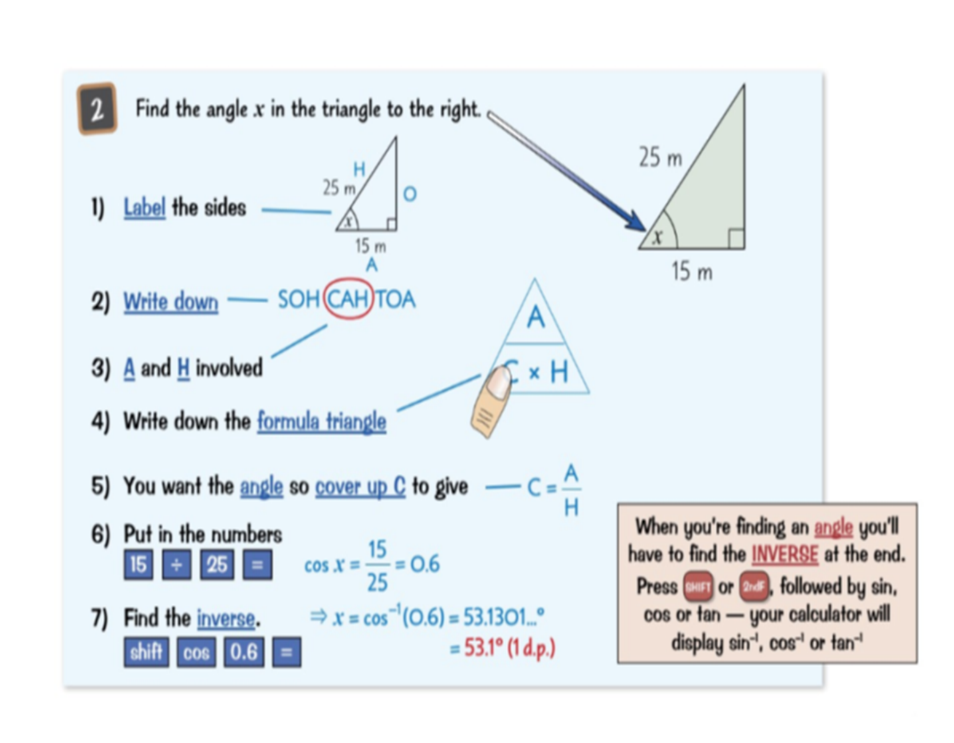 2
Find the angle x in the triangle to the right.
25 m
x
15 m
1) Label the sides
H
25 m
O
x
15 m
A
2) Write down
SOH CAH TOA
3) A and H involved
A
C × H
4) Write down the formula triangle
5) You want the angle so cover up C to give
C = A/H
6) Put in the numbers
15 ÷ 25 =
cos x = 15/25 = 0.6
7) Find the inverse.
shift cos 0.6 =
⇒ x = cos⁻¹(0.6) = 53.1301...°
= 53.1° (1 d.p.)
When you're finding an angle you'll
have to find the INVERSE at the end.
Press SHIFT or 2ndF, followed by sin,
cos or tan — your calculator will
display sin⁻¹, cos⁻¹ or tan⁻¹